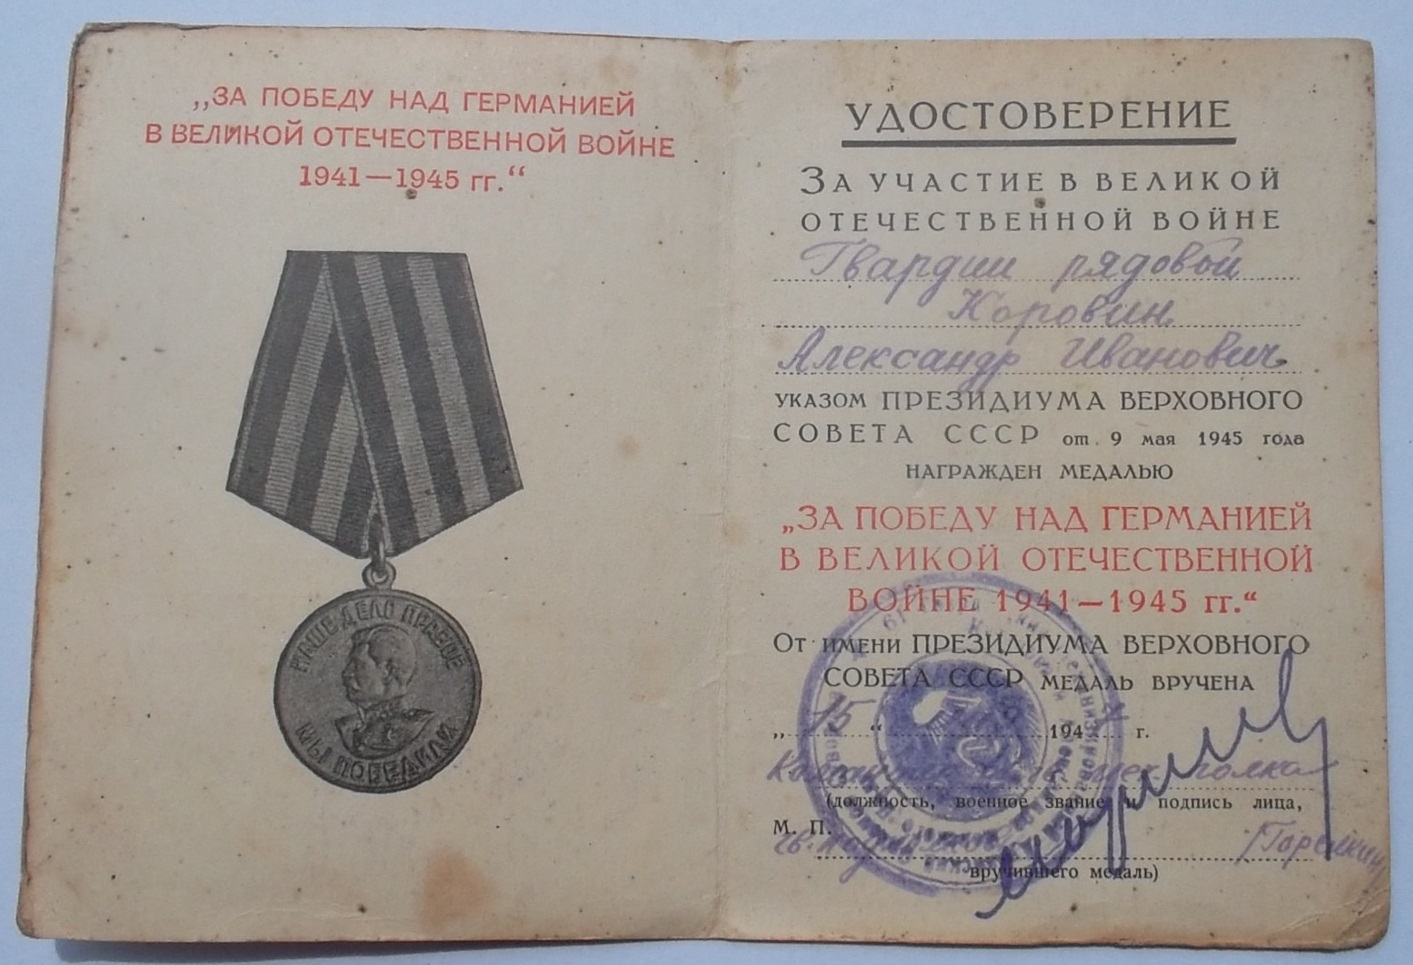 „ЗА ПОБЕДУ НАД ГЕРМАНИЕЙ
В ВЕЛИКОЙ ОТЕЧЕСТВЕННОЙ ВОЙНЕ
1941—1945 гг.“
НАШЕ ДЕЛО ПРАВОЕ
МЫ ПОБЕДИЛИ
УДОСТОВЕРЕНИЕ
ЗА УЧАСТИЕ В ВЕЛИКОЙ
ОТЕЧЕСТВЕННОЙ ВОЙНЕ
Гвардии рядовой
Коровин
Александр Иванович
УКАЗОМ ПРЕЗИДИУМА ВЕРХОВНОГО
СОВЕТА СССР от 9 мая 1945 года
НАГРАЖДЕН МЕДАЛЬЮ
„ЗА ПОБЕДУ НАД ГЕРМАНИЕЙ
В ВЕЛИКОЙ ОТЕЧЕСТВЕННОЙ
ВОЙНЕ 1941—1945 гг.“
От имени ПРЕЗИДИУМА ВЕРХОВНОГО
СОВЕТА СССР МЕДАЛЬ ВРУЧЕНА
„15“ 194 г.
полка
(должность, военное звание и подпись лица,
М. П.
вручившего медаль)